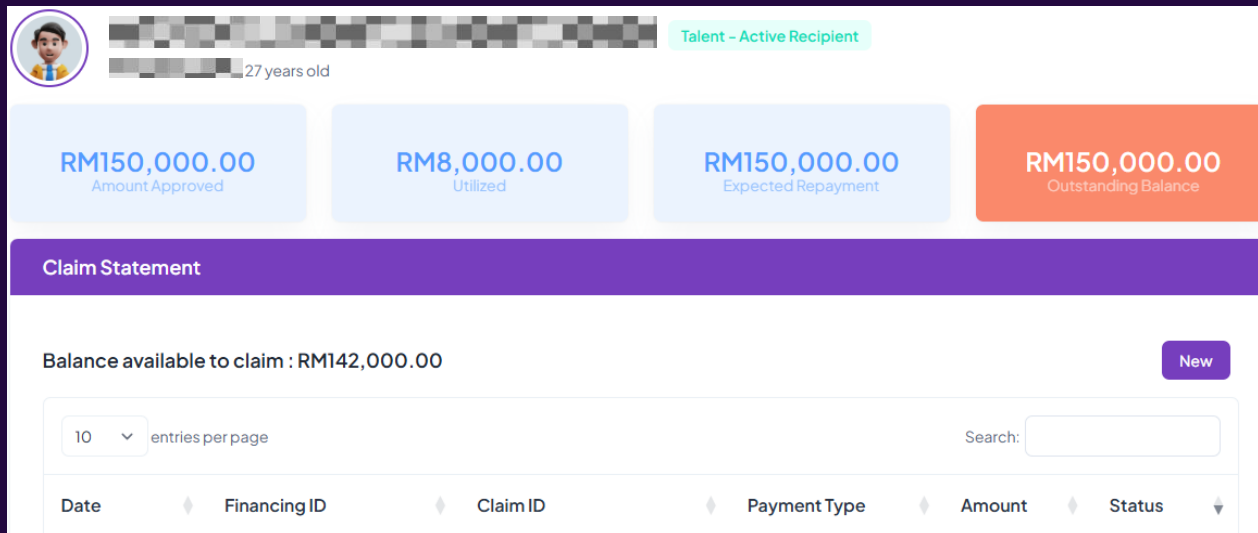 Talent - Active Recipient
27 years old
RM150,000.00
Amount Approved
RM8,000.00
Utilized
RM150,000.00
Expected Repayment
RM150,000.00
Outstanding Balance
Claim Statement
Balance available to claim : RM142,000.00
New
10 entries per page
Search:
Date Financing ID Claim ID Payment Type Amount Status